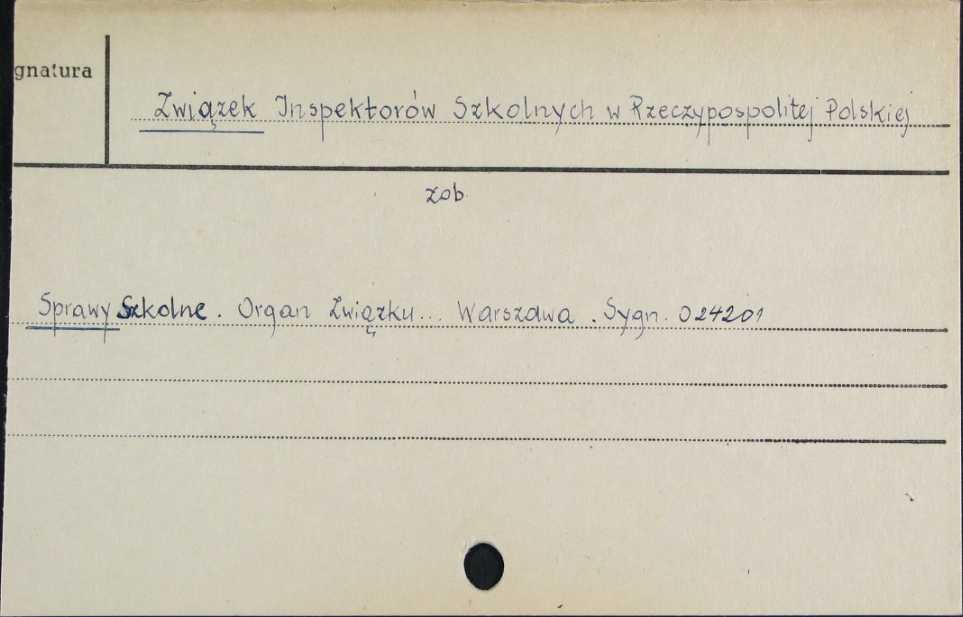 gnatura
Związek Inspektorów Szkolnych w Rzeczypospolitej Polskiej
zob.
Sprawy Szkolne. Organ Związku... Warszawa. Sygn. 024201